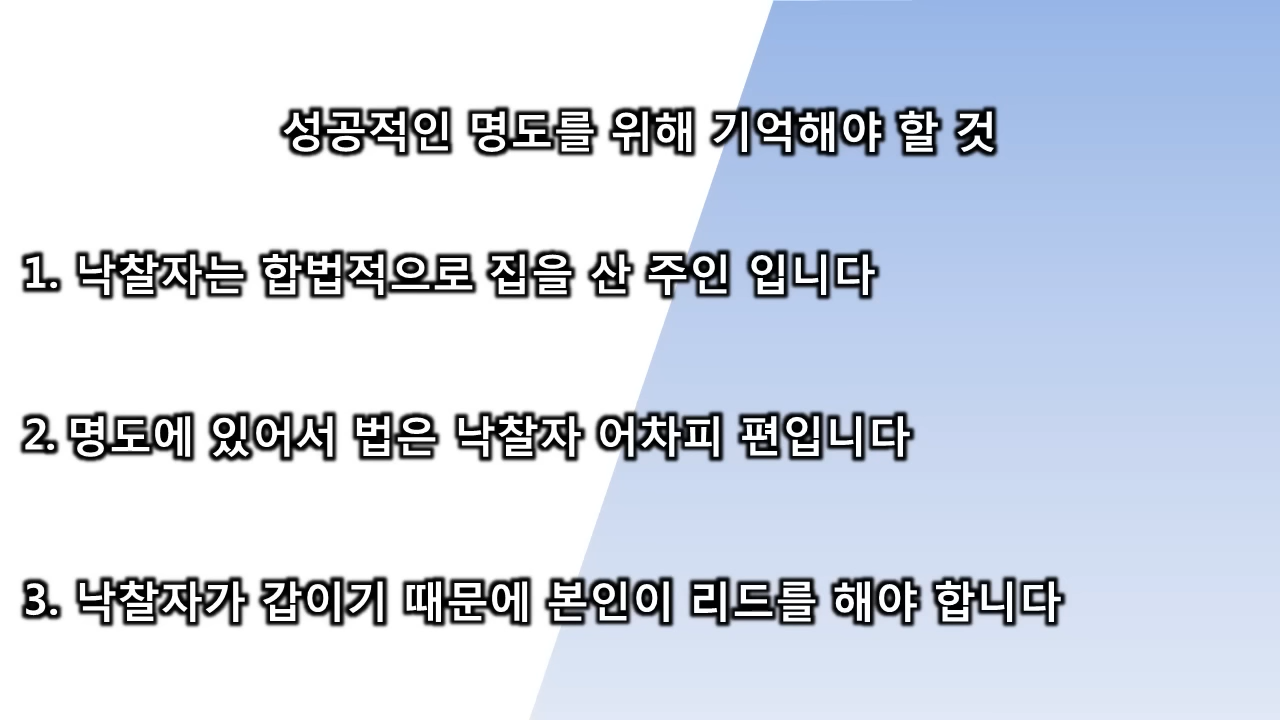 성공적인 명도를 위해 기억해야 할 것
1. 낙찰자는 합법적으로 집을 산 주인 입니다
2. 명도에 있어서 법은 낙찰자 어차피 편입니다
3. 낙찰자가 갑이기 때문에 본인이 리드를 해야 합니다